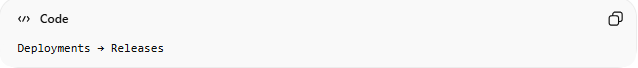 Code
Deployments → Releases